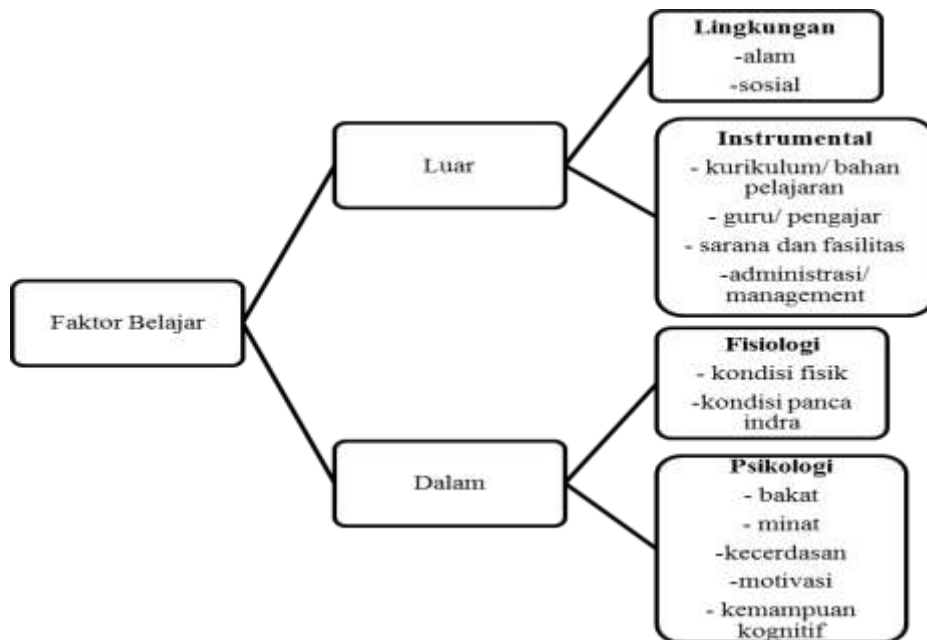 Faktor Belajar
Luar
Lingkungan
-alam
-sosial
Instrumental
- kurikulum/ bahan
pelajaran
- guru/ pengajar
- sarana dan fasilitas
-administrasi/
management
Dalam
Fisiologi
- kondisi fisik
-kondisi panca
indra
Psikologi
- bakat
- minat
-kecerdasan
-motivasi
- kemampuan
kognitif